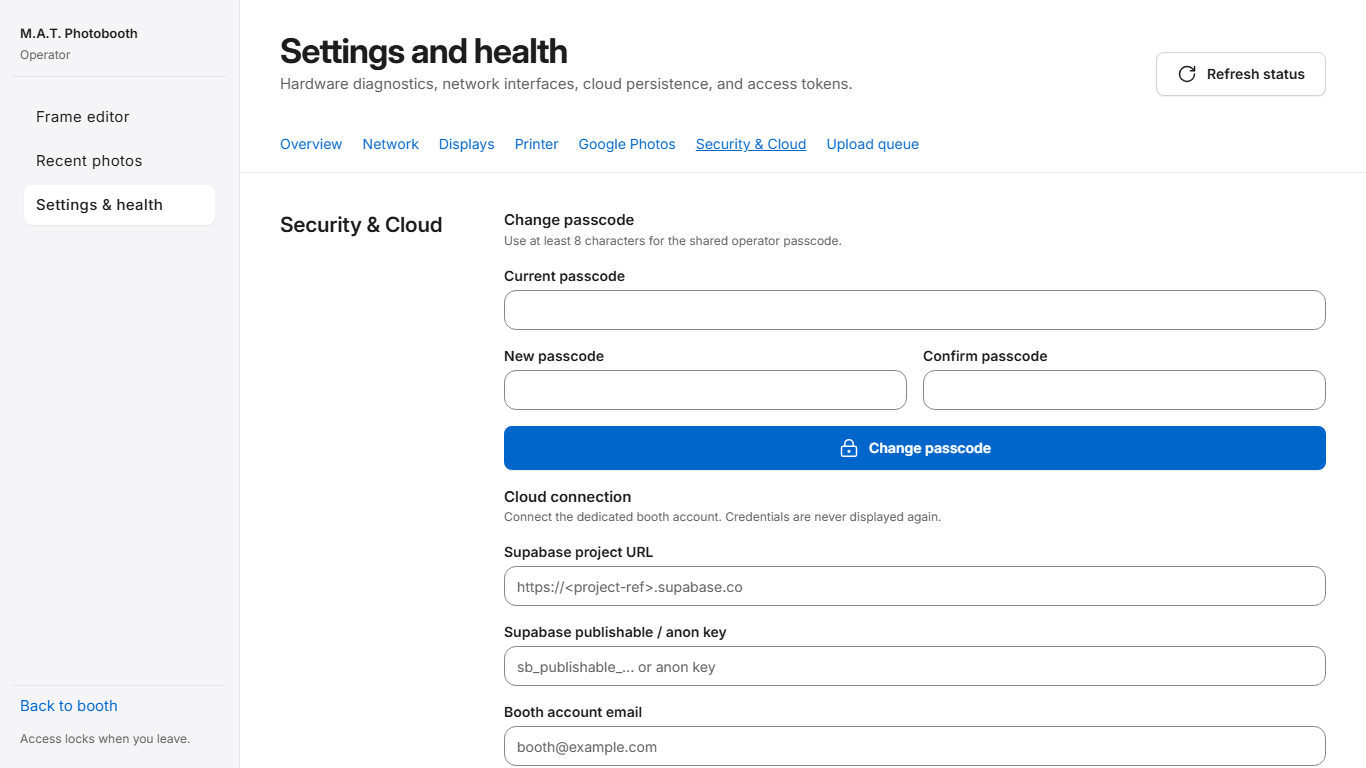 M.A.T. Photobooth
Operator
Frame editor
Recent photos
Settings & health
Back to booth
Access locks when you leave.
Settings and health
Hardware diagnostics, network interfaces, cloud persistence, and access tokens.
Refresh status
Overview Network Displays Printer Google Photos Security & Cloud Upload queue
Security & Cloud
Change passcode
Use at least 8 characters for the shared operator passcode.
Current passcode
New passcode Confirm passcode
Change passcode
Cloud connection
Connect the dedicated booth account. Credentials are never displayed again.
Supabase project URL
https://<project-ref>.supabase.co
Supabase publishable / anon key
sb_publishable_... or anon key
Booth account email
booth@example.com